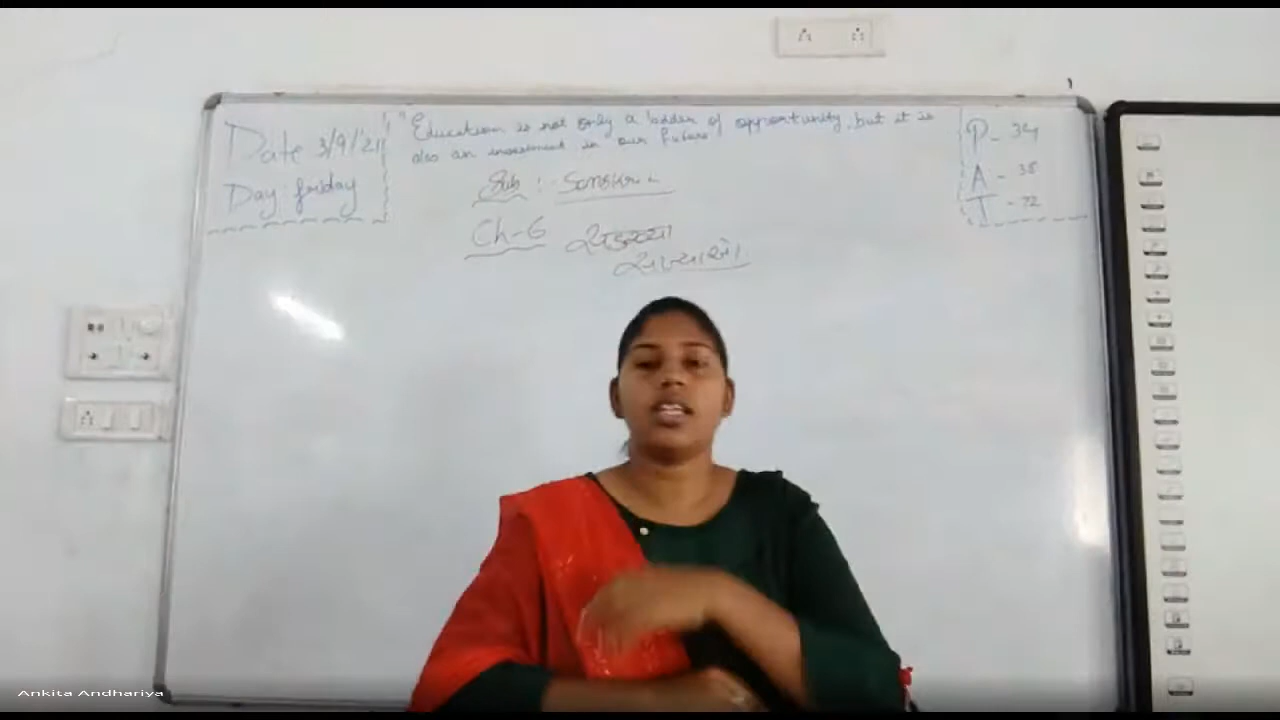 Date 3/9/'21
Day: friday
"Education is not only a ladder of opportunity, but it is
also an investment in our future"
Sub : Sanskrit
Ch-6
P - 34
A - 38
T - 72
Ankita Andhariya